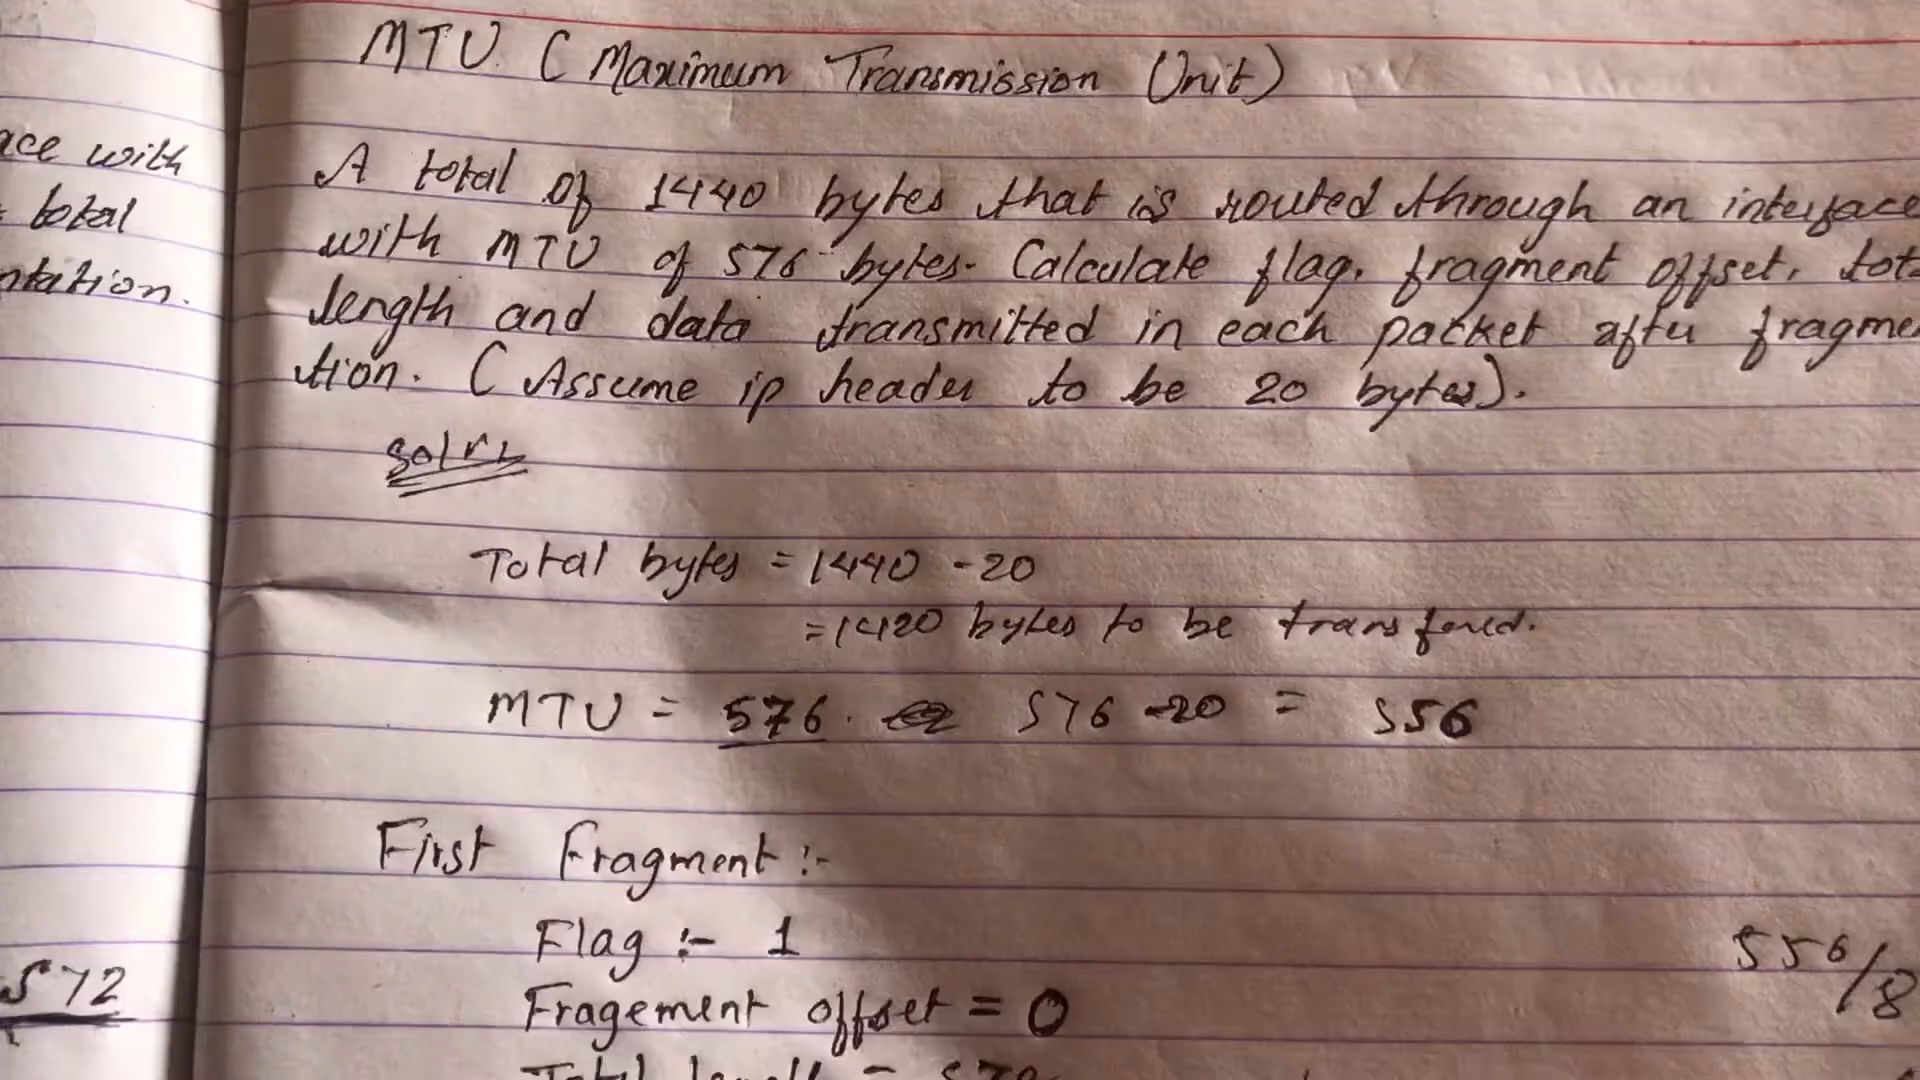 ace with
total
ntation.
572
MTU. ( Maximum Transmission Unit)
A total of 1440 bytes that is routed through an interface
with MTU of 576 bytes. Calculate flag, fragment offset, tot
length and data transmitted in each packet after fragme
tion. ( Assume ip header to be 20 bytes).
Total bytes = 1440 - 20
= 1420 bytes to be
MTU = 576. 576 - 20 = 556
First Fragment :-
Flag :- 1
556/8
Fragement offset = 0